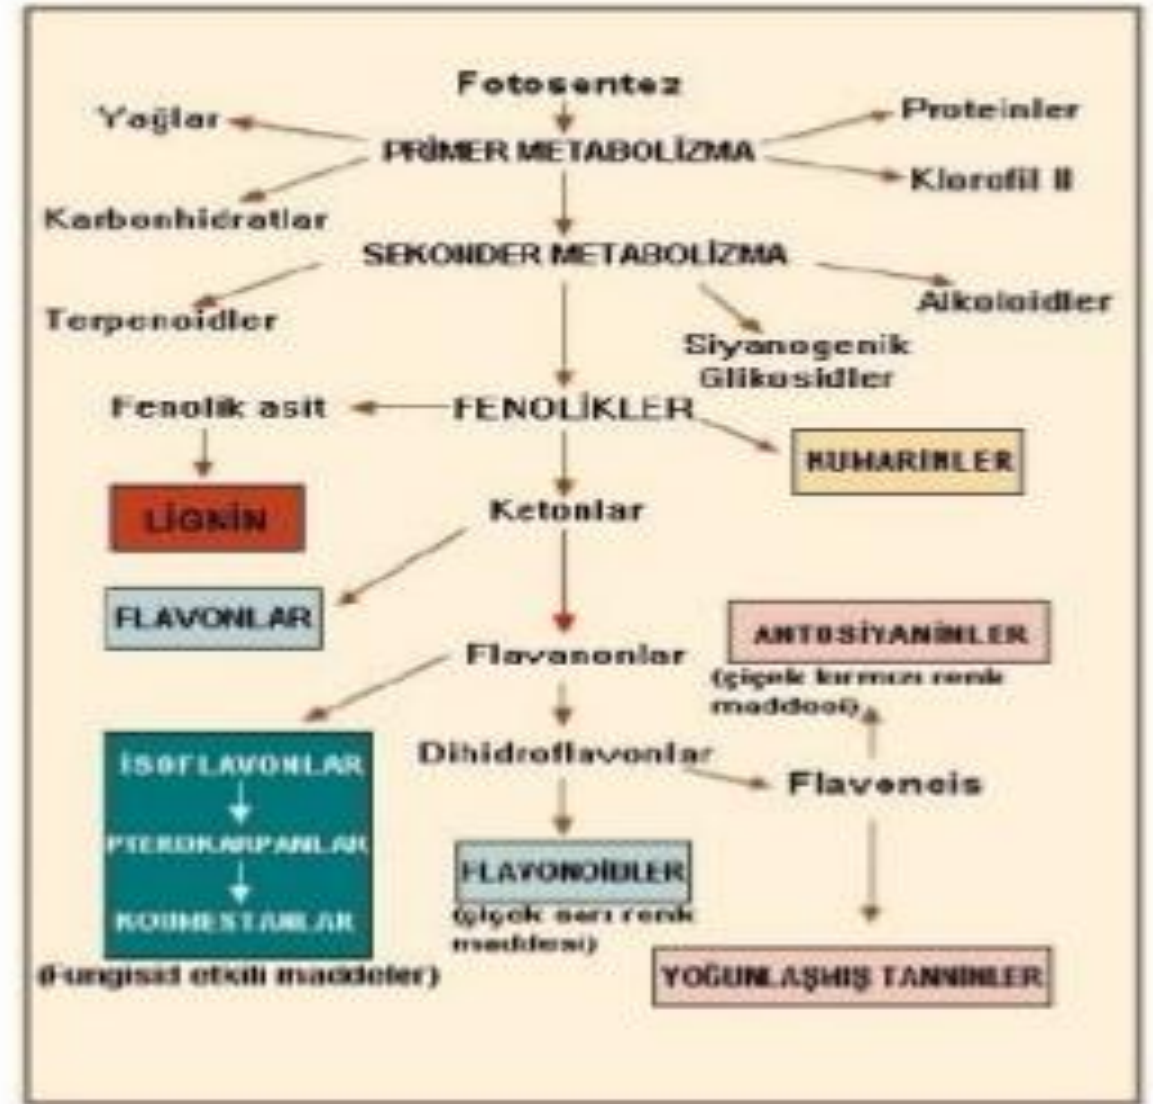 Fotosentez
Yağlar
Proteinler
PRİMER METABOLİZMA
Klorofil II
Karbonhidratlar
SEKONDER METABOLİZMA
Alkoloidler
Terpenoidler
Siyanogenik
Glikosidler
Fenolik asit
FENOLİKLER
KUMARİNLER
LİGNİN
Ketonlar
FLAVONLAR
ANTOSİYANİNLER
Flavanonlar
(çiçek kırmızı renk
maddesi)
İSOFLAVONLAR
Dihidroflavonlar
PTEROKARPANLAR
FLAVONOİDLER
KOUMESTANLAR
(çiçek sarı renk
maddesi)
(Fungisid etkili maddeler)
YOĞUNLAŞMIŞ TANNİNLER